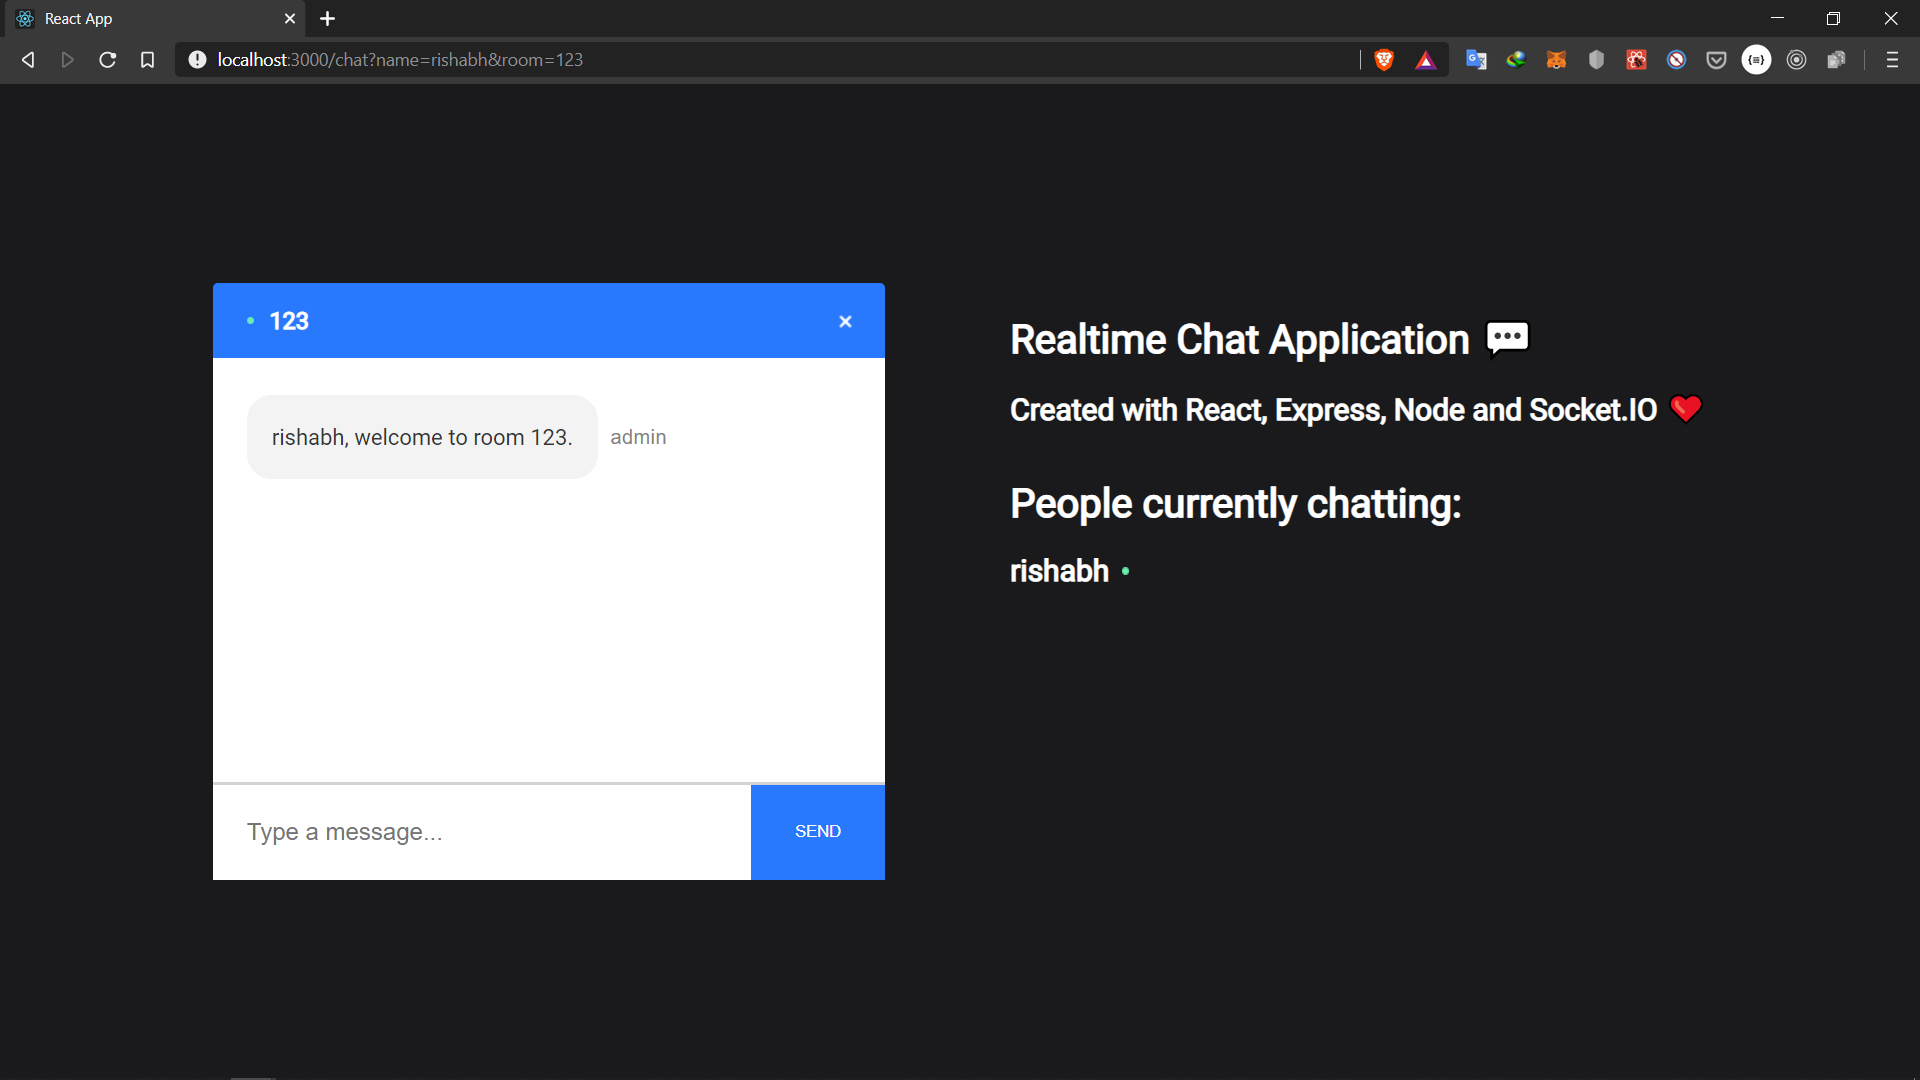 React App
localhost:3000/chat?name=rishabh&room=123
123
rishabh, welcome to room 123. admin
Type a message...
SEND
Realtime Chat Application 💬
Created with React, Express, Node and Socket.IO ❤️
People currently chatting:
rishabh